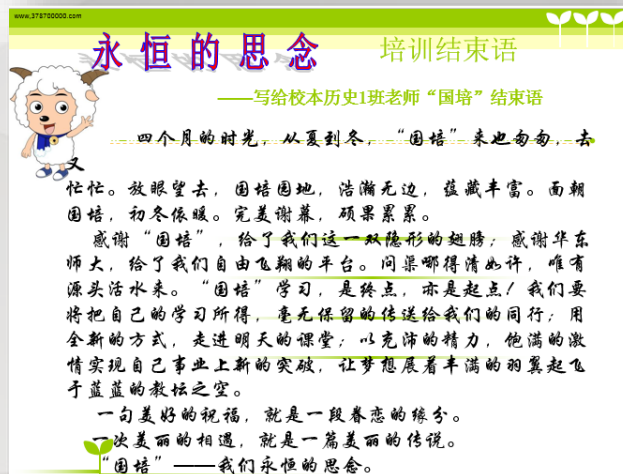 www.378700000.com
永恒的思念 培训结束语
——写给校本历史1班老师“国培”结束语
四个月的时光，从夏到冬，“国培”来也匆匆，去
又
忙忙。放眼望去，国培园地，浩瀚无边，蕴藏丰富。面朝
国培，初冬依暖。完美谢幕，硕果累累。
感谢“国培”，给了我们这一双隐形的翅膀；感谢华东
师大，给了我们自由飞翔的平台。问渠哪得清如许，唯有
源头活水来。“国培”学习，是终点，亦是起点！我们要
将把自己的学习所得，毫无保留的传送给我们的同行；用
全新的方式，走进明天的课堂；以充沛的精力，饱满的激
情实现自己事业上新的突破，让梦想展着丰满的羽翼起飞
于蓝蓝的教坛之空。
一句美好的祝福，就是一段眷恋的缘分。
一次美丽的相遇，就是一篇美丽的传说。
“国培”——我们永恒的思念。